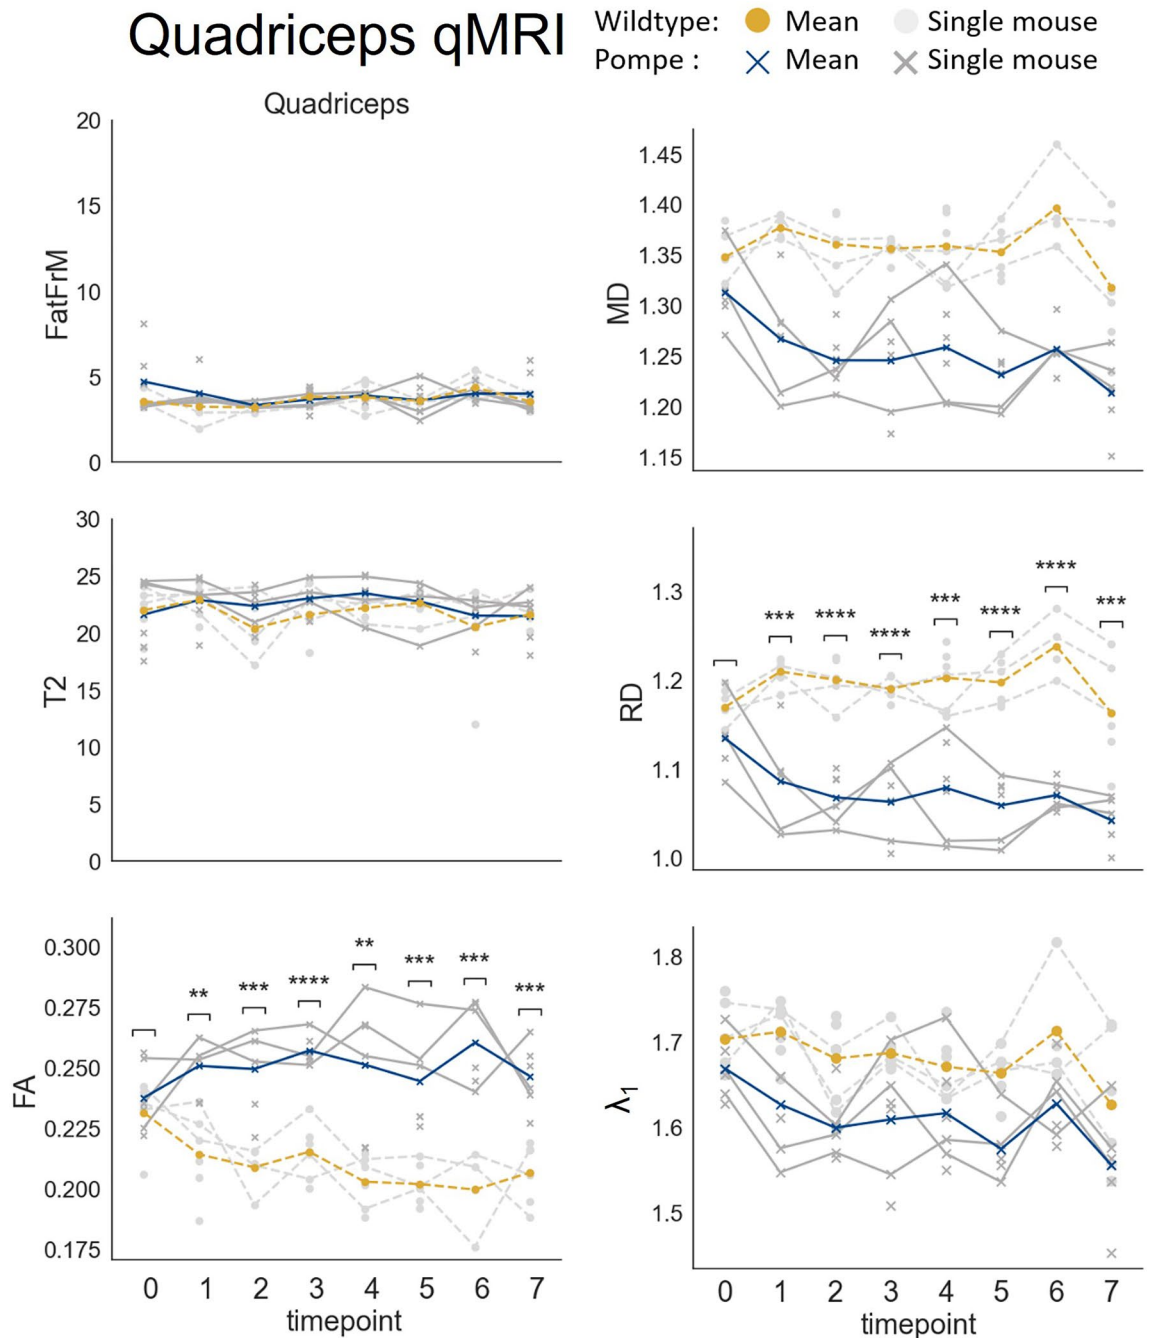 Quadriceps qMRI
Wildtype: Mean Single mouse
Pompe : Mean Single mouse
Quadriceps
FatFrM
20
15
10
5
0
MD
1.45
1.40
1.35
1.30
1.25
1.20
1.15
T2
30
25
20
15
10
5
0
RD
1.3
1.2
1.1
1.0
*** **** **** *** **** **** ***
FA
0.300
0.275
0.250
0.225
0.200
0.175
** *** **** ** *** *** ***
0 1 2 3 4 5 6 7
timepoint
λ1
1.8
1.7
1.6
1.5
0 1 2 3 4 5 6 7
timepoint